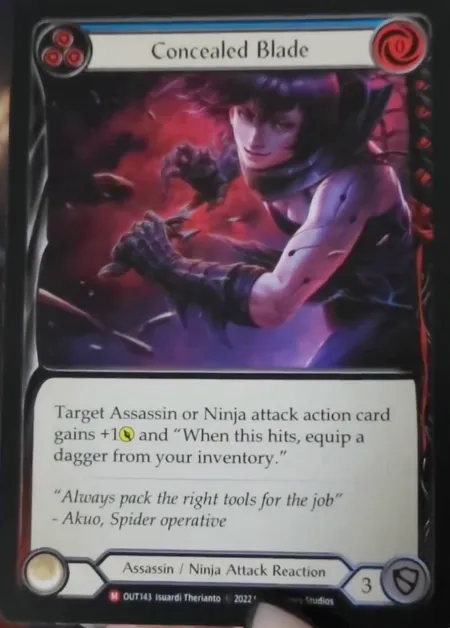 Concealed Blade
0
Target Assassin or Ninja attack action card
gains +1 and “When this hits, equip a
dagger from your inventory.”
“Always pack the right tools for the job”
- Akuo, Spider operative
Assassin / Ninja Attack Reaction
3
M OUT143 Isuardi Therianto © 2022 Studios